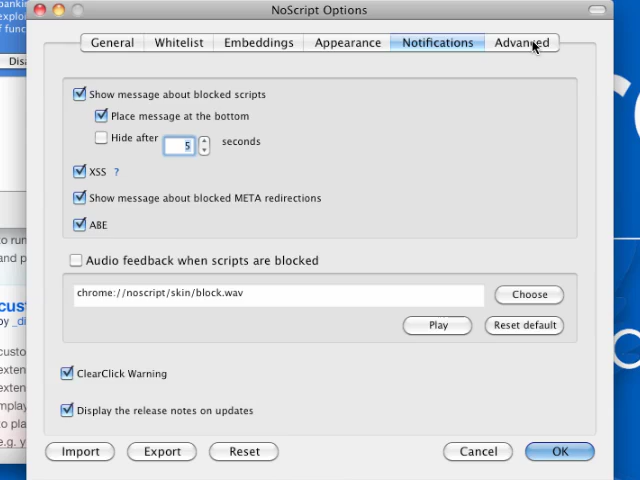 NoScript Options
General Whitelist Embeddings Appearance Notifications Advanced
Show message about blocked scripts
Place message at the bottom
Hide after 5 seconds
XSS ?
Show message about blocked META redirections
ABE
Audio feedback when scripts are blocked
chrome://noscript/skin/block.wav Choose
Play Reset default
ClearClick Warning
Display the release notes on updates
Import Export Reset Cancel OK